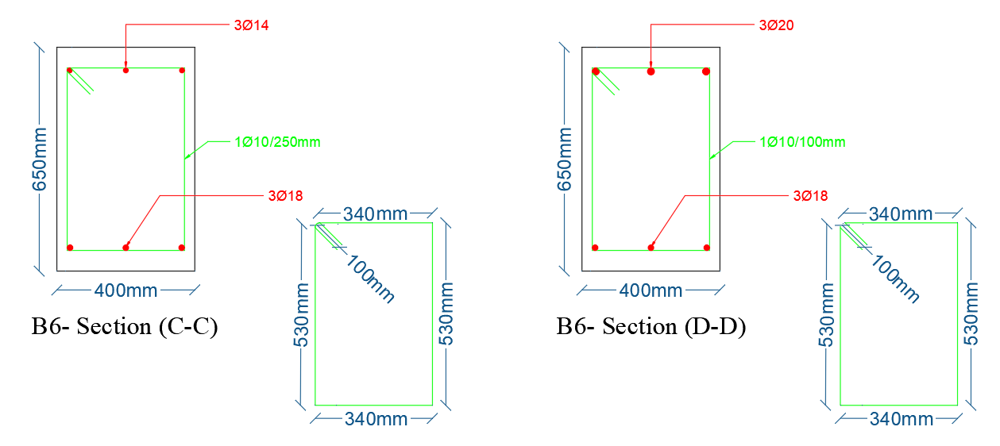 3Ø14
650mm
1Ø10/250mm
3Ø18
400mm
B6- Section (C-C)
340mm
100mm
530mm
530mm
340mm
3Ø20
650mm
1Ø10/100mm
3Ø18
400mm
B6- Section (D-D)
340mm
100mm
530mm
530mm
340mm